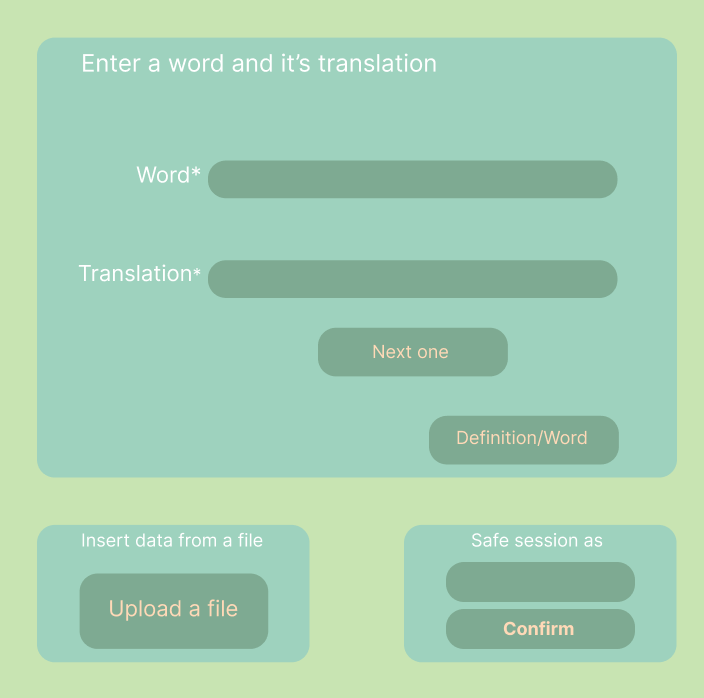 Enter a word and it’s translation
Word*
Translation*
Next one
Definition/Word
Insert data from a file
Upload a file
Safe session as
Confirm